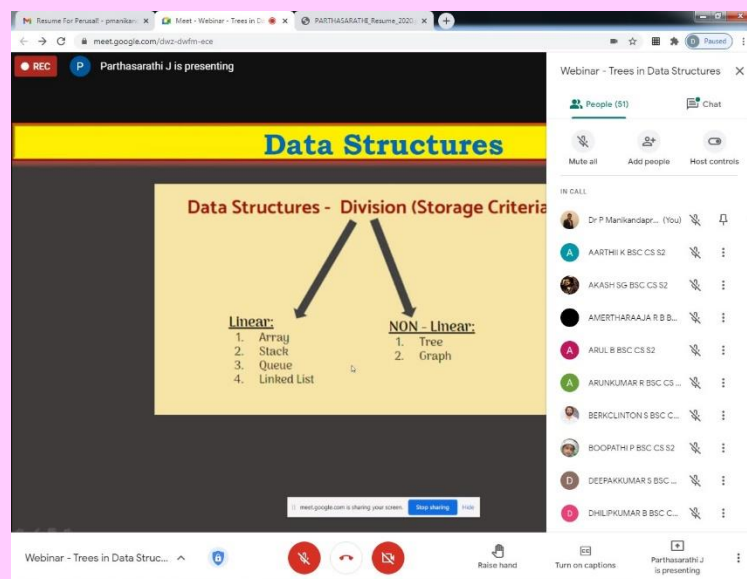 Resume For Perusal! - pmanikan
Meet - Webinar - Trees in Da
PARTHASARATHI_Resume_2020
meet.google.com/dwz-dwfm-ece
D Paused
REC
P Parthasarathi J is presenting
Data Structures
Data Structures - Division (Storage Criteria
Linear:
1. Array
2. Stack
3. Queue
4. Linked List
NON - Linear:
1. Tree
2. Graph
meet.google.com is sharing your screen. Stop sharing Hide
Webinar - Trees in Data Structures
People (51) Chat
Mute all Add people Host controls
IN CALL
Dr P Manikandapr... (You)
A AARTHI K BSC CS S2
AKASH SG BSC CS S2
AMERTHARAAJA R B B...
A ARUL B BSC CS S2
A ARUNKUMAR R BSC CS ...
BERKCLINTON S BSC C...
BOOPATHI P BSC CS S2
D DEEPAKKUMAR S BSC ...
D DHILIPKUMAR B BSC C...
Webinar - Trees in Data Struc...
Raise hand
Turn on captions
Parthasarathi J
is presenting